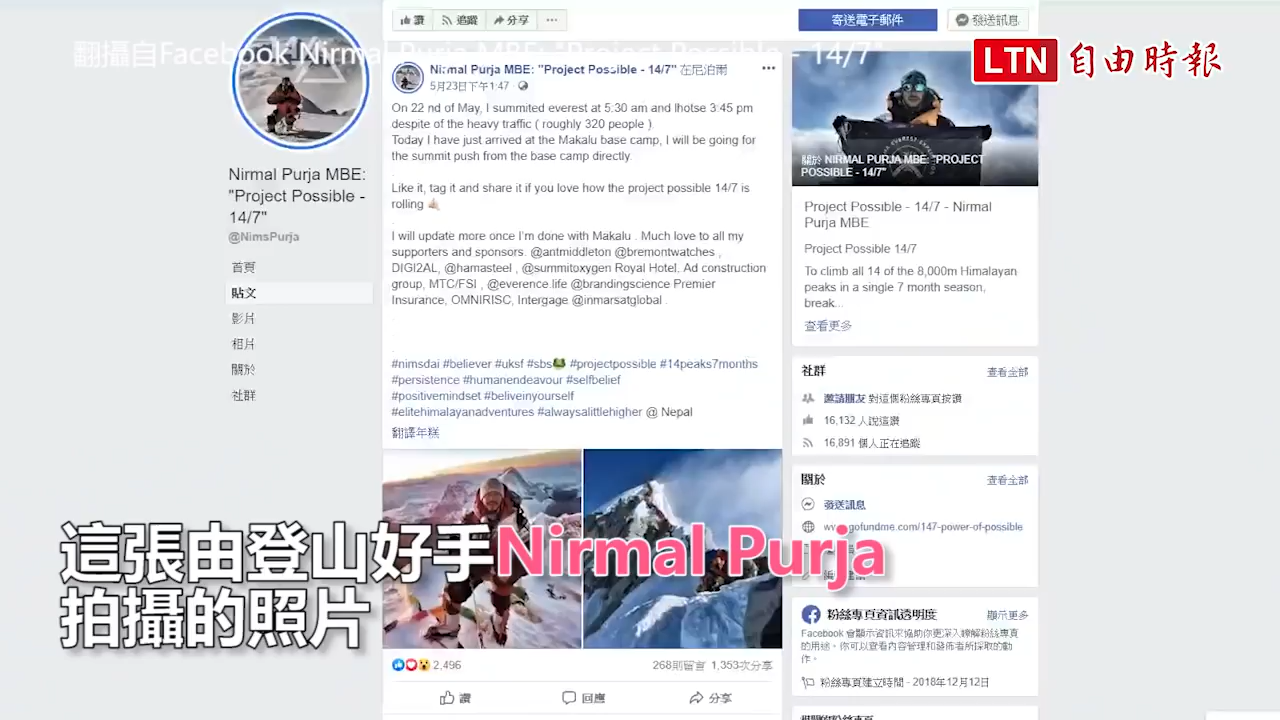 翻攝自Facebook Nirmal Purja MBE: "Project Possible - 14/7"
LTN 自由時報
讚 追蹤 分享 ...
寄送電子郵件 發送訊息
Nirmal Purja MBE:
"Project Possible -
14/7"
@NimsPurja
首頁
貼文
影片
相片
關於
社群
Nirmal Purja MBE: "Project Possible - 14/7" 在尼泊爾
5月23日下午1:47
On 22 nd of May, I summited everest at 5:30 am and lhotse 3:45 pm
despite of the heavy traffic ( roughly 320 people ).
Today I have just arrived at the Makalu base camp, I will be going for
the summit push from the base camp directly.
.
Like it, tag it and share it if you love how the project possible 14/7 is
rolling 🤙🏼
.
I will update more once I'm done with Makalu . Much love to all my
supporters and sponsors. @antmiddleton @bremontwatches ,
DIGI2AL, @hamasteel , @summitoxygen Royal Hotel, Ad construction
group, MTC/FSI , @everence.life @brandingscience Premier
Insurance, OMNIRISC, Intergage @inmarsatglobal .
.
.
#nimsdai #believer #uksf #sbs🐸 #projectpossible #14peaks7months
#persistence #humanendeavour #selfbelief
#positivemindset #beliveinyourself
#elitehimalayanadventures #alwaysalittlehigher @ Nepal
翻譯年糕
2,496 268則留言 1,353次分享
讚 回應 分享
關於 NIRMAL PURJA MBE: "PROJECT
POSSIBLE - 14/7"
Project Possible - 14/7 - Nirmal
Purja MBE
Project Possible 14/7
To climb all 14 of the 8,000m Himalayan
peaks in a single 7 month season,
break...
查看更多
社群 查看全部
邀請朋友 對這個粉絲專頁按讚
16,132 人說這讚
16,891 個人正在追蹤
關於 查看全部
發送訊息
www.gofundme.com/147-power-of-possible
粉絲專頁資訊透明度 顯示更多
Facebook 會顯示資訊來協助你更深入瞭解粉絲專頁
的用途。你可以查看內容管理和發佈者所採取的動
作。
粉絲專頁建立時間 - 2018年12月12日
這張由登山好手Nirmal Purja
拍攝的照片